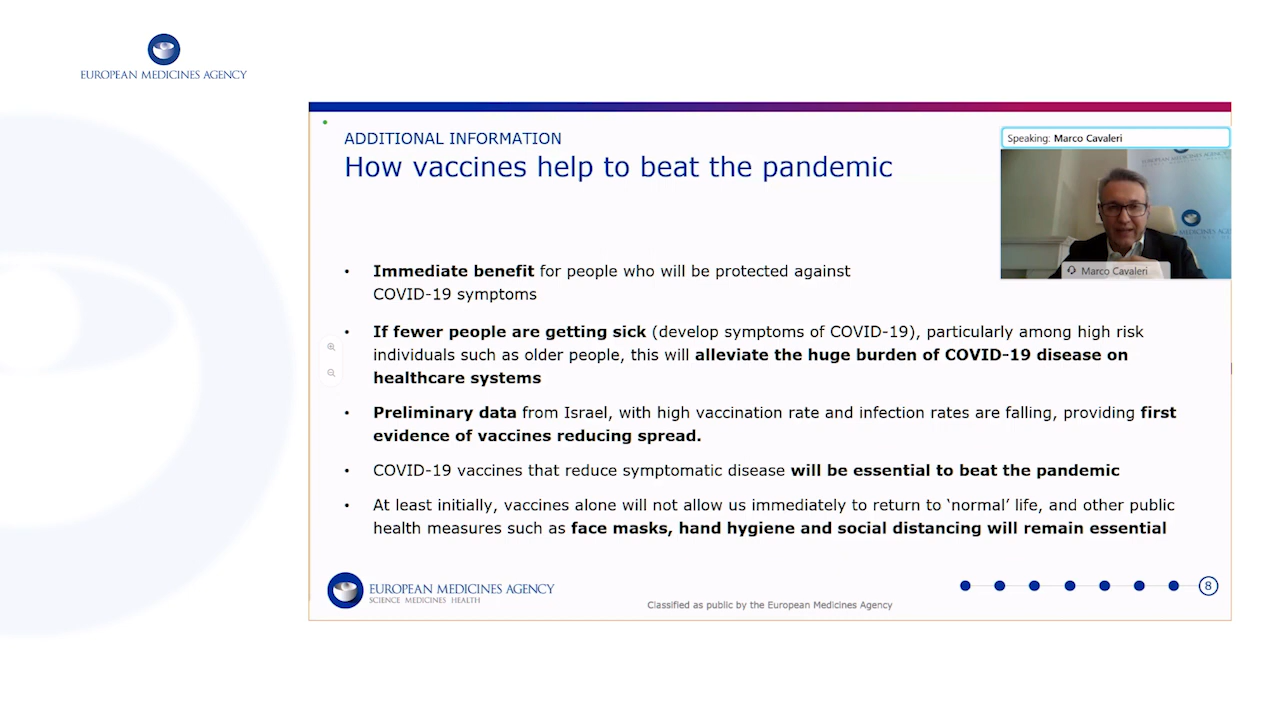 EUROPEAN MEDICINES AGENCY
ADDITIONAL INFORMATION
How vaccines help to beat the pandemic
Speaking: Marco Cavaleri
Marco Cavaleri
• Immediate benefit for people who will be protected against
COVID-19 symptoms
• If fewer people are getting sick (develop symptoms of COVID-19), particularly among high risk
individuals such as older people, this will alleviate the huge burden of COVID-19 disease on
healthcare systems
• Preliminary data from Israel, with high vaccination rate and infection rates are falling, providing first
evidence of vaccines reducing spread.
• COVID-19 vaccines that reduce symptomatic disease will be essential to beat the pandemic
• At least initially, vaccines alone will not allow us immediately to return to ‘normal’ life, and other public
health measures such as face masks, hand hygiene and social distancing will remain essential
EUROPEAN MEDICINES AGENCY
SCIENCE MEDICINES HEALTH
Classified as public by the European Medicines Agency
8